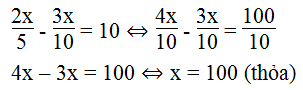 2x/5 - 3x/10 = 10 ⇔ 4x/10 - 3x/10 = 100/10
4x – 3x = 100 ⇔ x = 100 (thỏa)